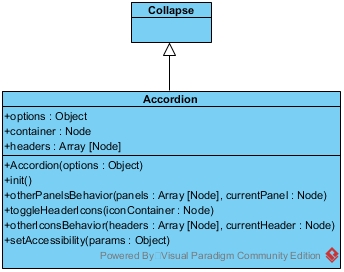 Collapse
Accordion
+options : Object
+container : Node
+headers : Array [Node]
+Accordion(options : Object)
+init()
+otherPanelsBehavior(panels : Array [Node], currentPanel : Node)
+toggleHeaderIcons(iconContainer : Node)
+otherIconsBehavior(headers : Array [Node], currentHeader : Node)
+setAccessibility(params : Object)
Powered By Visual Paradigm Community Edition